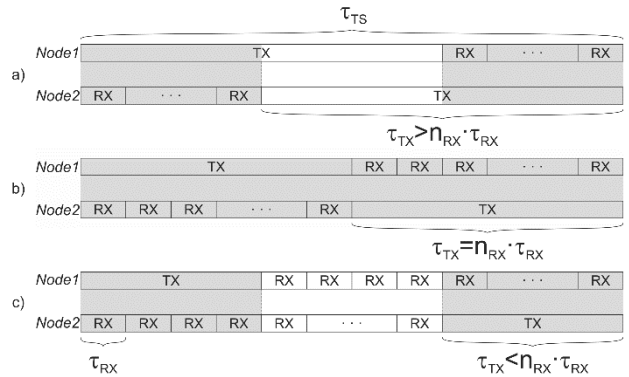 τTS
Node1 TX RX · · · RX
a)
Node2 RX · · · RX TX
τTX>nRX·τRX
Node1 TX RX RX RX · · · RX
b)
Node2 RX RX RX · · · RX TX
τTX=nRX·τRX
Node1 TX RX RX RX RX RX · · · RX
c)
Node2 RX RX RX RX RX · · · RX TX
τRX τTX<nRX·τRX